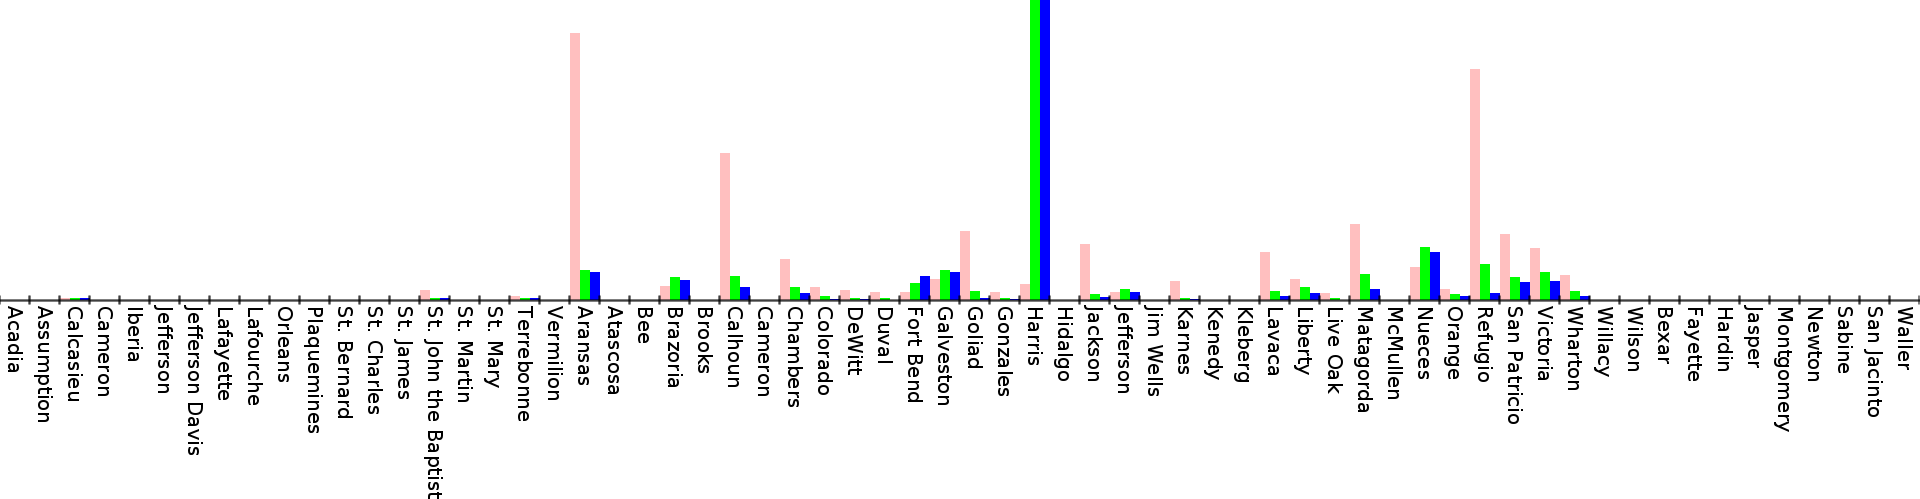 Acadia
Assumption
Calcasieu
Cameron
Iberia
Jefferson
Jefferson Davis
Lafayette
Lafourche
Orleans
Plaquemines
St. Bernard
St. Charles
St. James
St. John the Baptist
St. Martin
St. Mary
Terrebonne
Vermilion
Aransas
Atascosa
Bee
Brazoria
Brooks
Calhoun
Cameron
Chambers
Colorado
DeWitt
Duval
Fort Bend
Galveston
Goliad
Gonzales
Harris
Hidalgo
Jackson
Jefferson
Jim Wells
Karnes
Kenedy
Kleberg
Lavaca
Liberty
Live Oak
Matagorda
McMullen
Nueces
Orange
Refugio
San Patricio
Victoria
Wharton
Willacy
Wilson
Bexar
Fayette
Hardin
Jasper
Montgomery
Newton
Sabine
San Jacinto
Waller